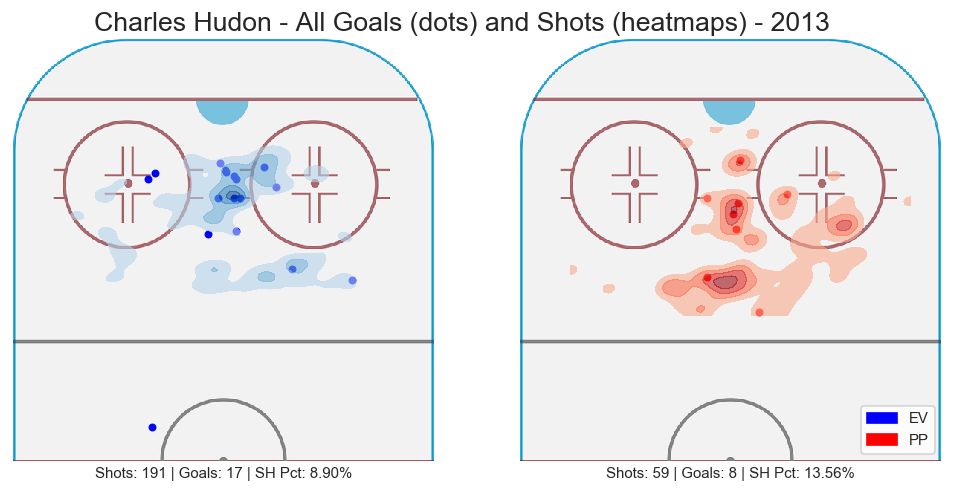 Charles Hudon - All Goals (dots) and Shots (heatmaps) - 2013
EV
PP
Shots: 191 | Goals: 17 | SH Pct: 8.90%
Shots: 59 | Goals: 8 | SH Pct: 13.56%